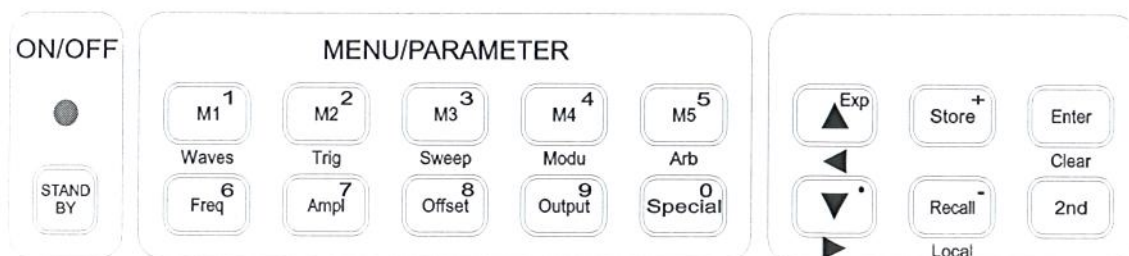 ON/OFF
MENU/PARAMETER
M1 1
M2 2
M3 3
M4 4
M5 5
Exp
Store +
Enter
Waves
Trig
Sweep
Modu
Arb
Clear
STAND
BY
Freq 6
Ampl 7
Offset 8
Output 9
Special 0
•
Recall -
2nd
Local